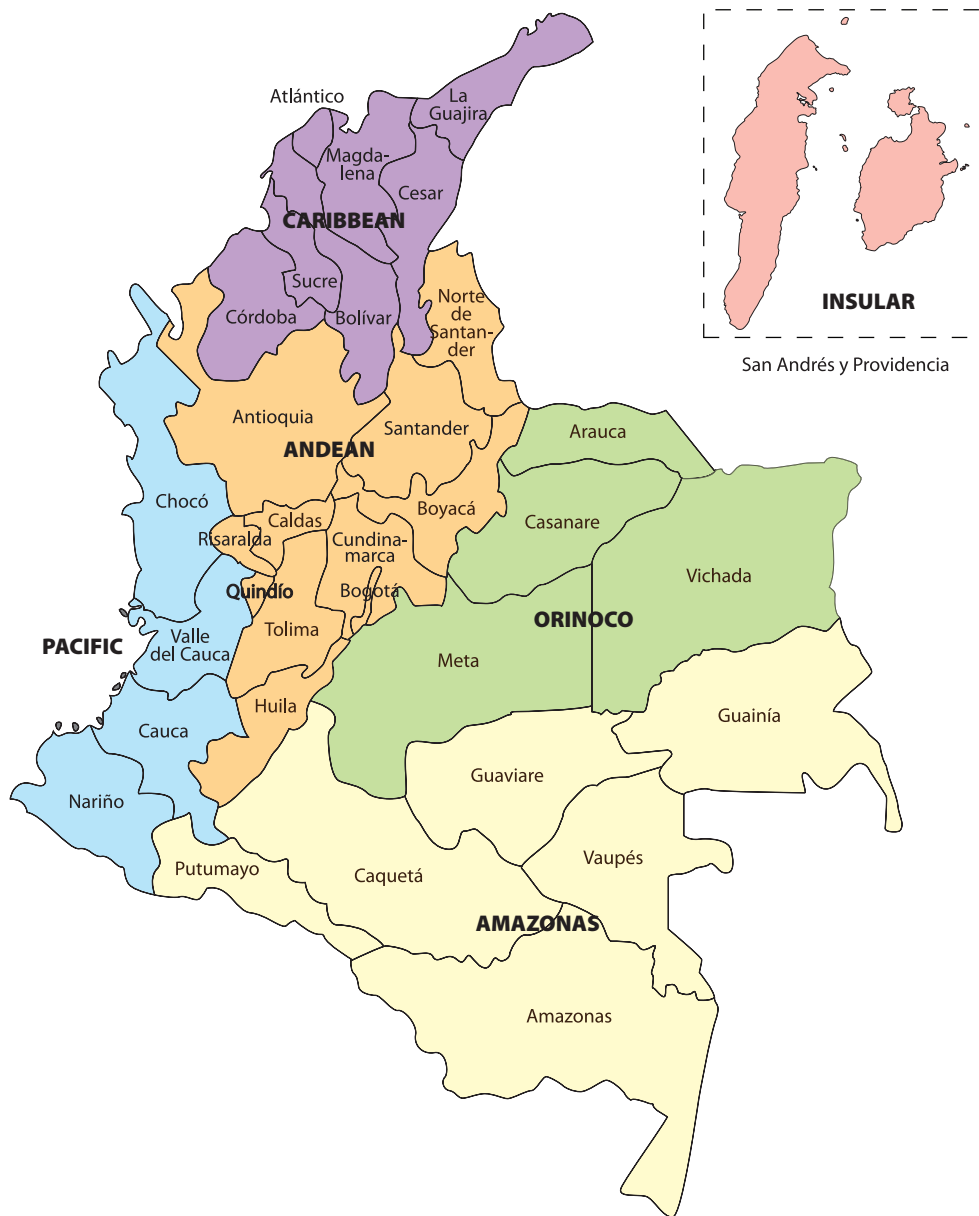 Atlántico
La
Guajira
Magda-
lena
Cesar
CARIBBEAN
Sucre
Córdoba
Bolívar
Norte
de
Santan-
der
INSULAR
San Andrés y Providencia
Antioquia
Santander
ANDEAN
Arauca
Chocó
Boyacá
Casanare
Caldas
Risaralda
Cundina-
marca
Vichada
Quindío
Bogotá
ORINOCO
Tolima
PACIFIC
Valle
del Cauca
Meta
Huila
Guainía
Cauca
Guaviare
Nariño
Vaupés
Putumayo
Caquetá
AMAZONAS
Amazonas